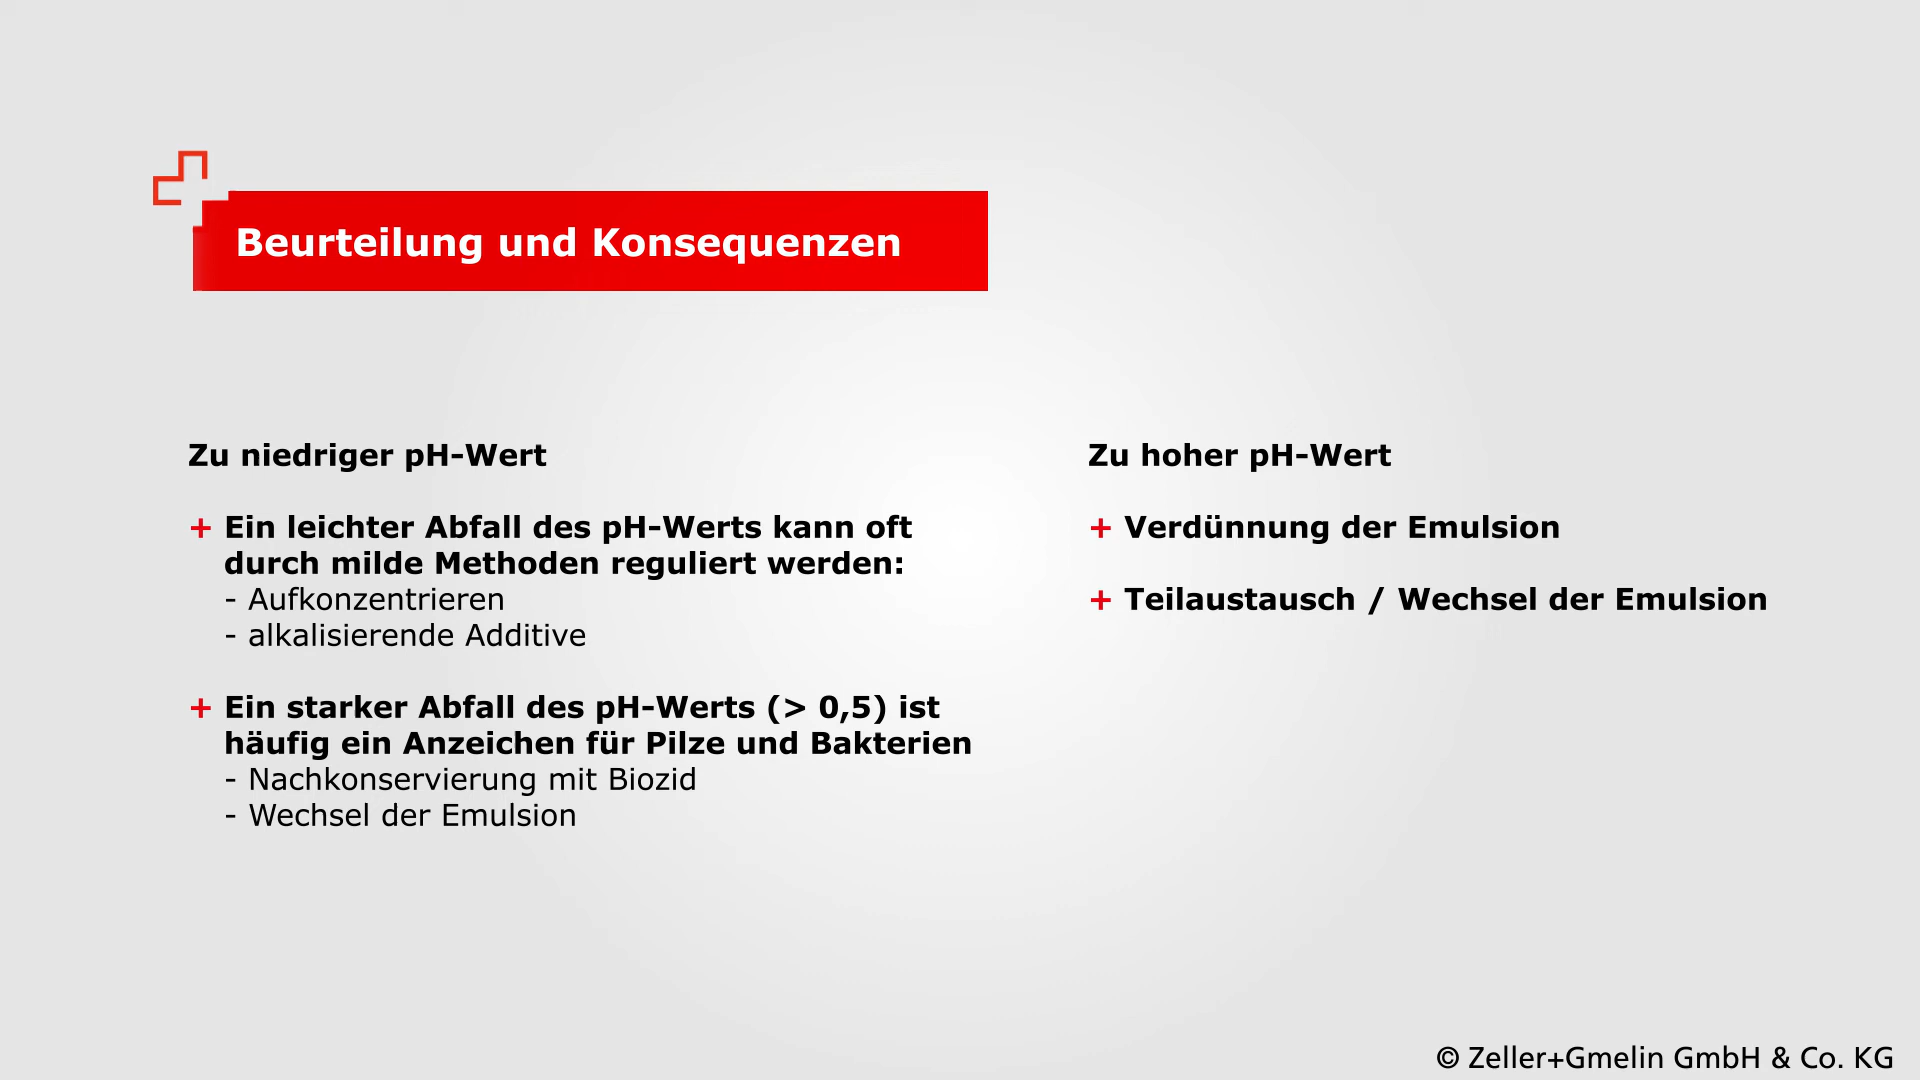 Beurteilung und Konsequenzen
Zu niedriger pH-Wert
+ Ein leichter Abfall des pH-Werts kann oft
durch milde Methoden reguliert werden:
- Aufkonzentrieren
- alkalisierende Additive
+ Ein starker Abfall des pH-Werts (> 0,5) ist
häufig ein Anzeichen für Pilze und Bakterien
- Nachkonservierung mit Biozid
- Wechsel der Emulsion
Zu hoher pH-Wert
+ Verdünnung der Emulsion
+ Teilaustausch / Wechsel der Emulsion
© Zeller+Gmelin GmbH & Co. KG